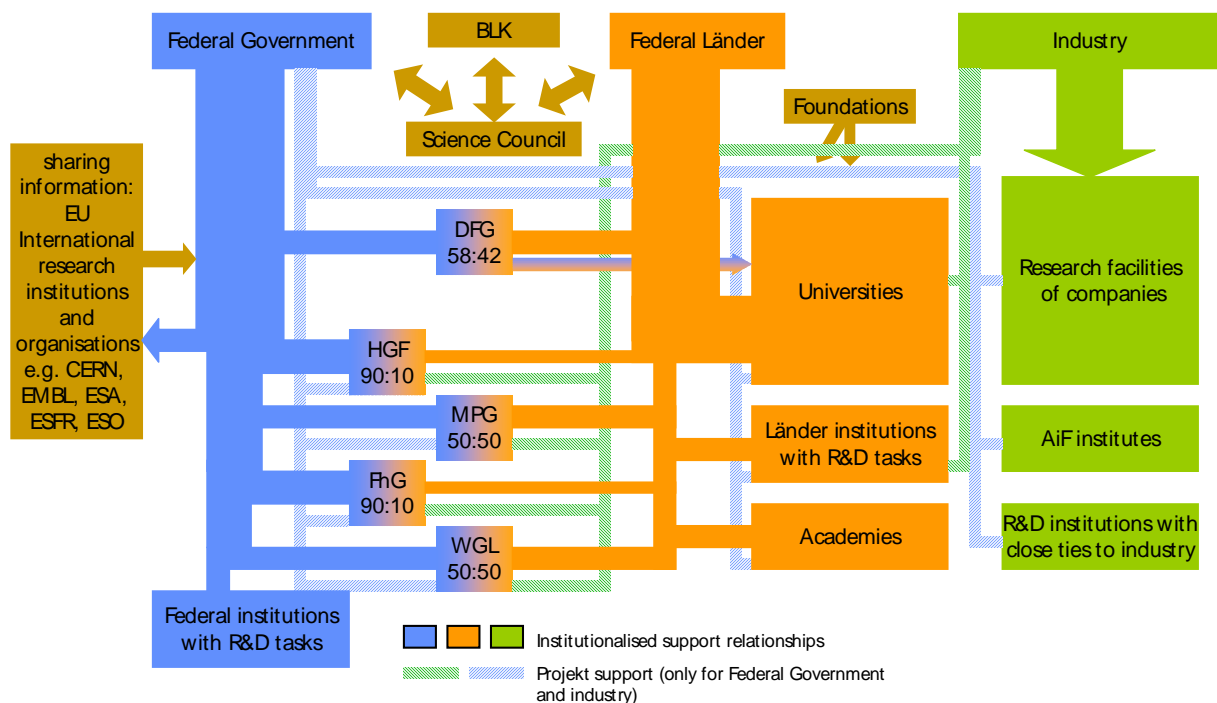 Federal Government
BLK
Federal Länder
Industry
Science Council
Foundations
sharing
information:
EU
International
research
institutions
and
organisations
e.g. CERN,
EMBL, ESA,
ESFR, ESO
DFG
58:42
HGF
90:10
MPG
50:50
FhG
90:10
WGL
50:50
Universities
Länder institutions
with R&D tasks
Academies
Research facilities
of companies
AiF institutes
R&D institutions with
close ties to industry
Federal institutions
with R&D tasks
Institutionalised support relationships
Projekt support (only for Federal Government
and industry)